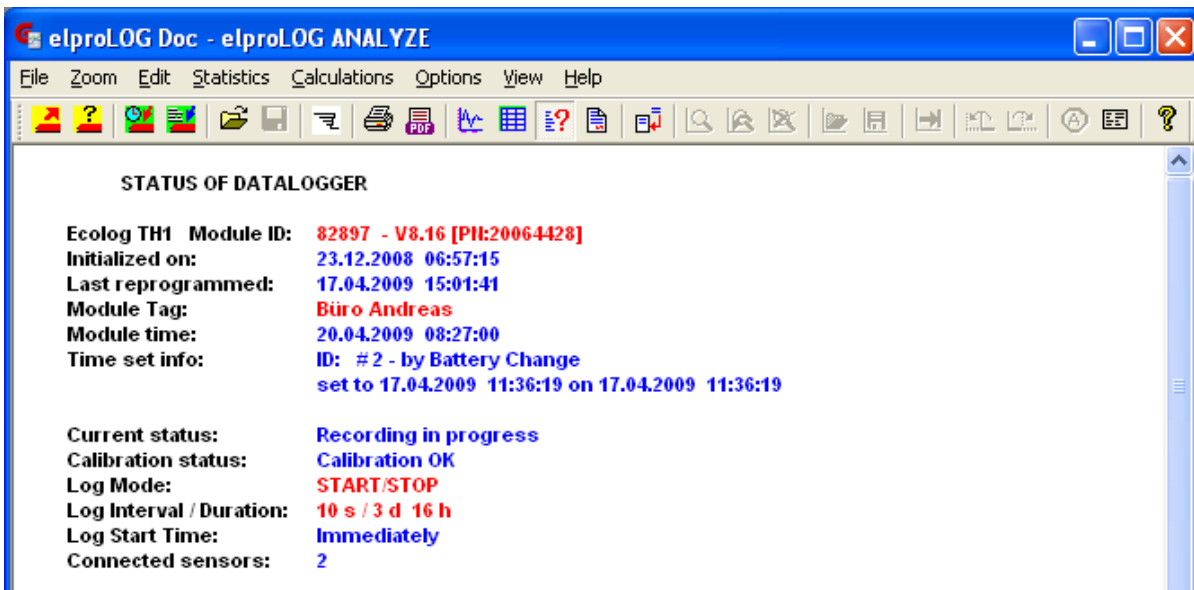 elproLOG Doc - elproLOG ANALYZE
File Zoom Edit Statistics Calculations Options View Help
PDF
STATUS OF DATALOGGER
Ecolog TH1 Module ID: 82897 - V8.16 [PN:20064428]
Initialized on: 23.12.2008 06:57:15
Last reprogrammed: 17.04.2009 15:01:41
Module Tag: Büro Andreas
Module time: 20.04.2009 08:27:00
Time set info: ID: #2 - by Battery Change
set to 17.04.2009 11:36:19 on 17.04.2009 11:36:19
Current status: Recording in progress
Calibration status: Calibration OK
Log Mode: START/STOP
Log Interval / Duration: 10 s / 3 d 16 h
Log Start Time: Immediately
Connected sensors: 2